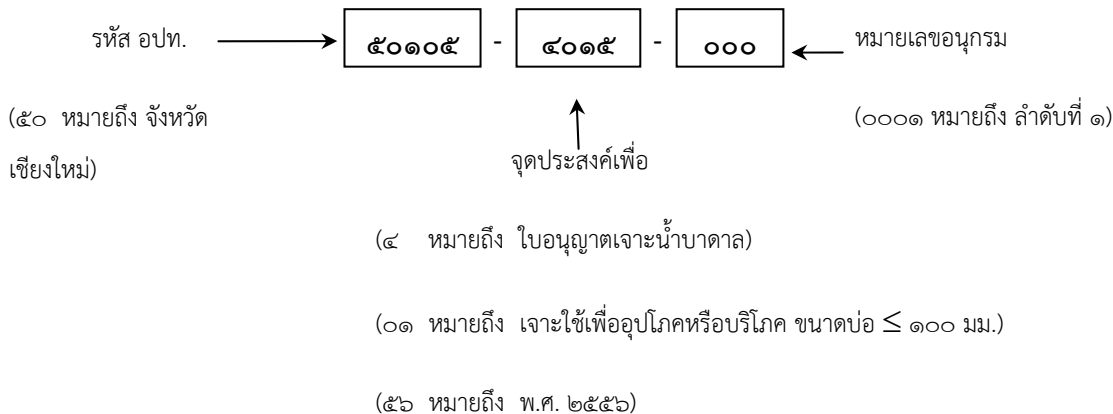 รหัส อปท. ๕๐๑๐๕ - ๔๐๑๕ - ๐๐๐ หมายเลขอนุกรม
(๕๐ หมายถึง จังหวัด
เชียงใหม่)
(๐๐๐๑ หมายถึง ลำดับที่ ๑)
จุดประสงค์เพื่อ
(๔ หมายถึง ใบอนุญาตเจาะน้ำบาดาล)
(๐๑ หมายถึง เจาะใช้เพื่ออุปโภคหรือบริโภค ขนาดบ่อ ≤ ๑๐๐ มม.)
(๕๖ หมายถึง พ.ศ. ๒๕๕๖)